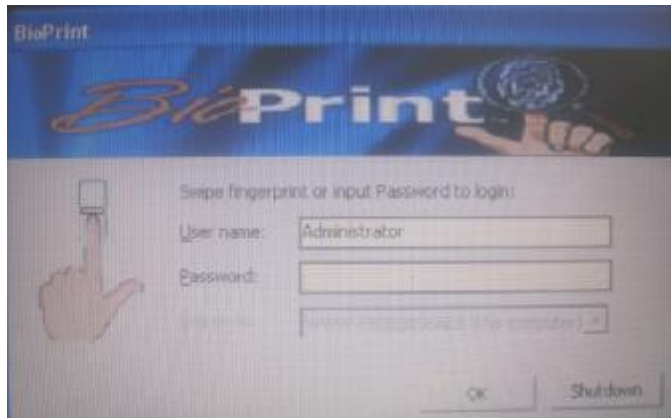 BioPrint
BioPrint
Swipe fingerprint or input Password to login:
User name:
Administrator
Password:
OK
Shutdown